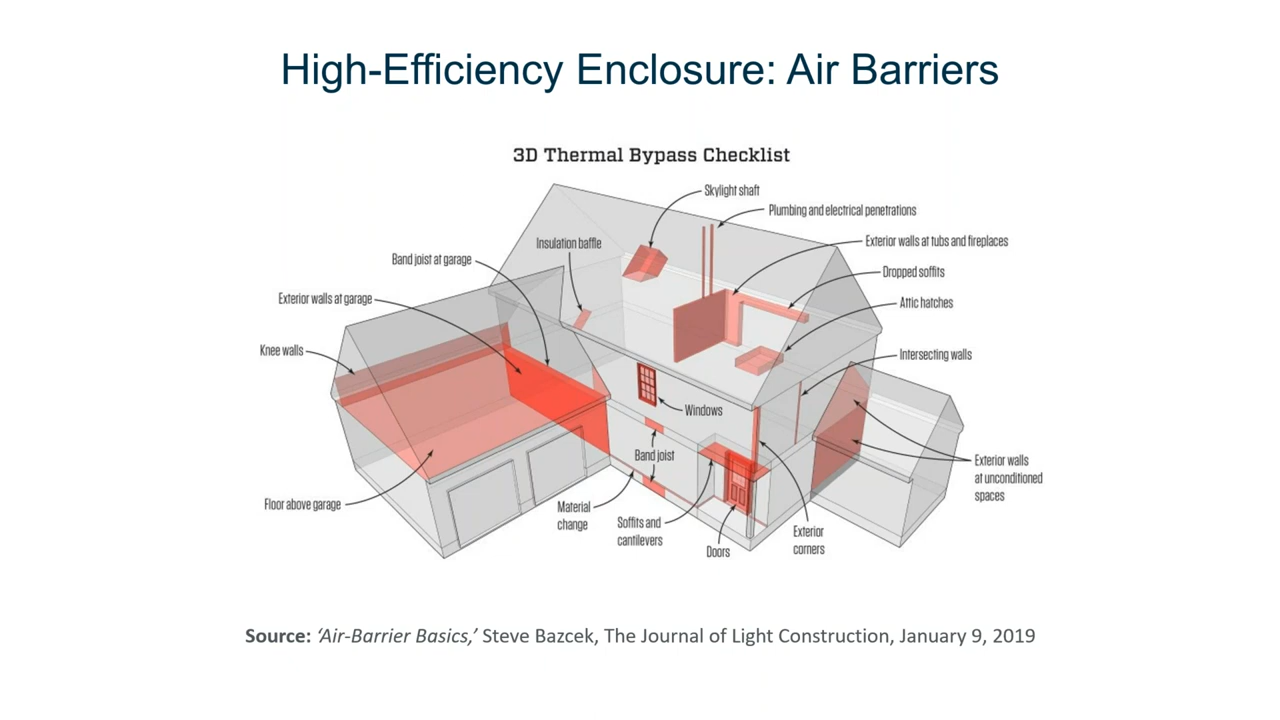 High-Efficiency Enclosure: Air Barriers
3D Thermal Bypass Checklist
Skylight shaft
Plumbing and electrical penetrations
Insulation baffle
Exterior walls at tubs and fireplaces
Band joist at garage
Dropped soffits
Exterior walls at garage
Attic hatches
Knee walls
Intersecting walls
Windows
Band joist
Exterior walls
at unconditioned
spaces
Floor above garage
Material
change
Soffits and
cantilevers
Doors
Exterior
corners
Source: ‘Air-Barrier Basics,’ Steve Bazcek, The Journal of Light Construction, January 9, 2019